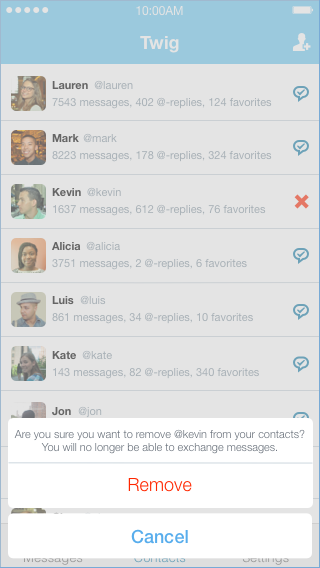 10:00AM
Twig
Lauren @lauren
7543 messages, 402 @-replies, 124 favorites
Mark @mark
8223 messages, 178 @-replies, 324 favorites
Kevin @kevin
1637 messages, 612 @-replies, 76 favorites
Alicia @alicia
3751 messages, 2 @-replies, 6 favorites
Luis @luis
861 messages, 34 @-replies, 10 favorites
Kate @kate
143 messages, 82 @-replies, 340 favorites
Jon @jon
Are you sure you want to remove @kevin from your contacts?
You will no longer be able to exchange messages.
Remove
Cancel
Messages Contacts Settings